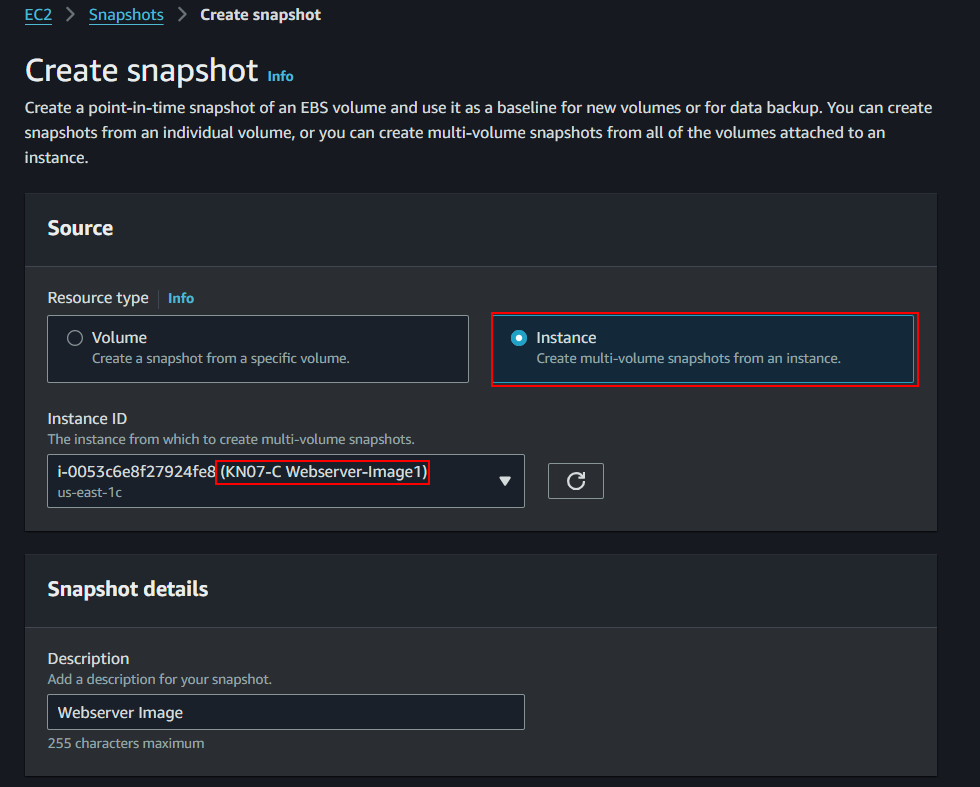 EC2 > Snapshots > Create snapshot
Create snapshot Info
Create a point-in-time snapshot of an EBS volume and use it as a baseline for new volumes or for data backup. You can create
snapshots from an individual volume, or you can create multi-volume snapshots from all of the volumes attached to an
instance.
Source
Resource type Info
Volume
Create a snapshot from a specific volume.
Instance
Create multi-volume snapshots from an instance.
Instance ID
The instance from which to create multi-volume snapshots.
i-0053c6e8f27924fe8 (KN07-C Webserver-Image1)
us-east-1c
Snapshot details
Description
Add a description for your snapshot.
Webserver Image
255 characters maximum